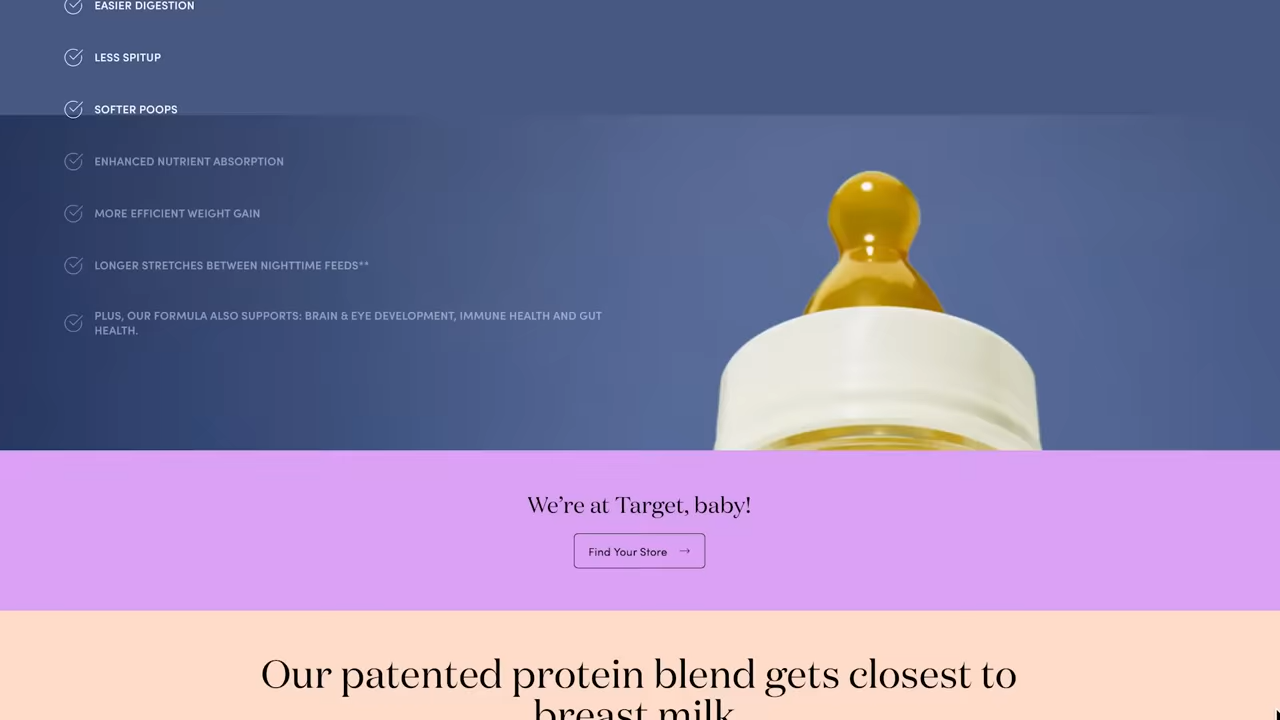 EASIER DIGESTION
LESS SPITUP
SOFTER POOPS
ENHANCED NUTRIENT ABSORPTION
MORE EFFICIENT WEIGHT GAIN
LONGER STRETCHES BETWEEN NIGHTTIME FEEDS**
PLUS, OUR FORMULA ALSO SUPPORTS: BRAIN & EYE DEVELOPMENT, IMMUNE HEALTH AND GUT
HEALTH.
We’re at Target, baby!
Find Your Store →
Our patented protein blend gets closest to
breast milk